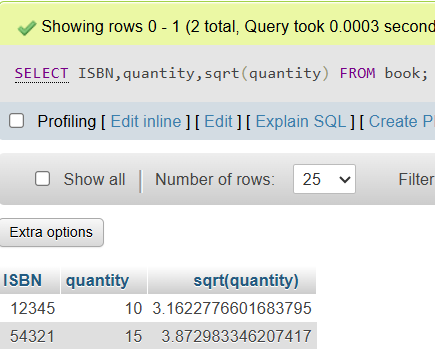 Showing rows 0 - 1 (2 total, Query took 0.0003 second
SELECT ISBN,quantity,sqrt(quantity) FROM book;
Profiling [ Edit inline ] [ Edit ] [ Explain SQL ] [ Create P
Show all Number of rows: 25 Filter
Extra options
ISBN quantity sqrt(quantity)
12345 10 3.1622776601683795
54321 15 3.872983346207417